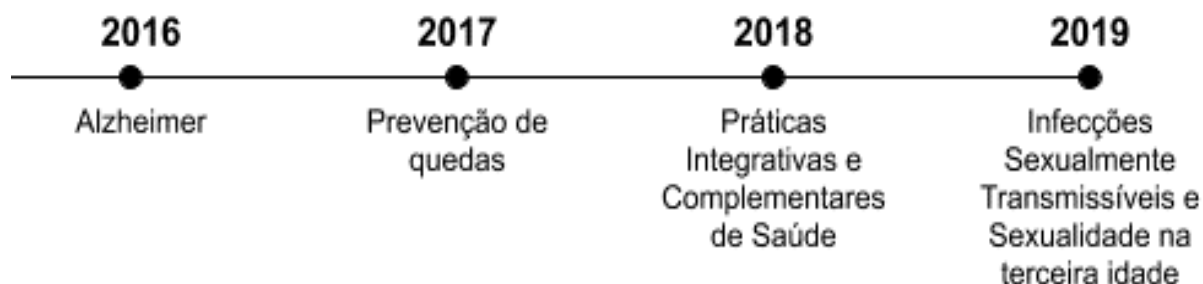 2016
2017
2018
2019
Alzheimer
Prevenção de
quedas
Práticas
Integrativas e
Complementares
de Saúde
Infecções
Sexualmente
Transmissíveis e
Sexualidade na
terceira idade